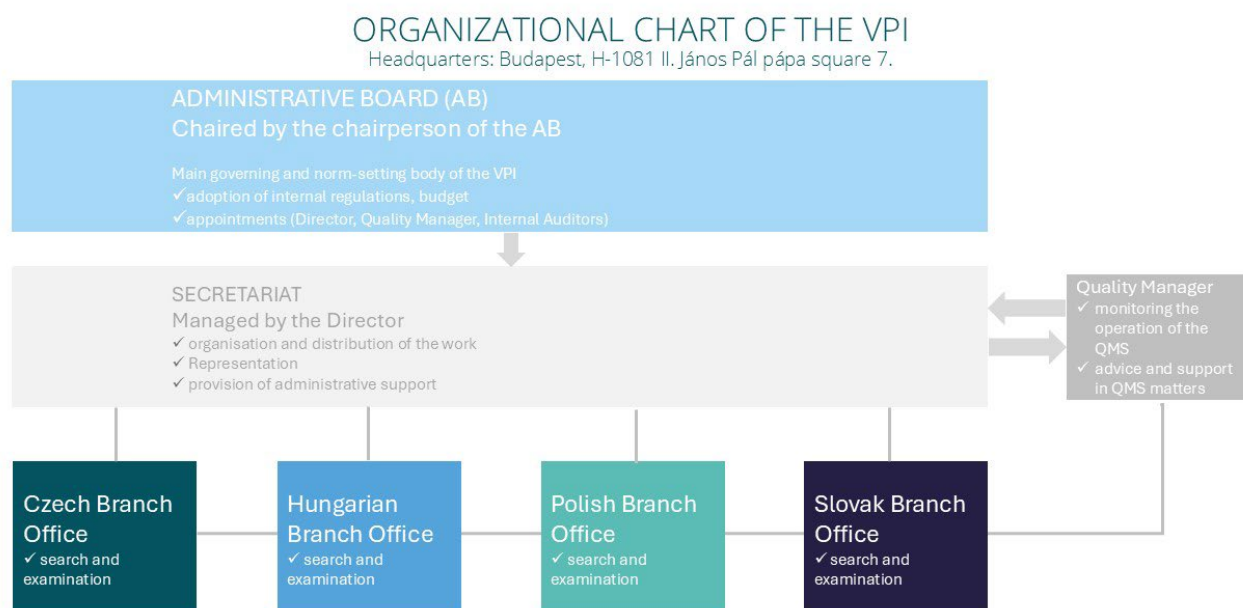 ORGANIZATIONAL CHART OF THE VPI
Headquarters: Budapest, H-1081 II. János Pál pápa square 7.
ADMINISTRATIVE BOARD (AB)
Chaired by the chairperson of the AB
Main governing and norm-setting body of the VPI
✓ adoption of internal regulations, budget
✓ appointments (Director, Quality Manager, Internal Auditors)
SECRETARIAT
Managed by the Director
✓ organisation and distribution of the work
✓ Representation
✓ provision of administrative support
Quality Manager
✓ monitoring the
operation of the
QMS
✓ advice and support
in QMS matters
Czech Branch
Office
✓ search and
examination
Hungarian
Branch Office
✓ search and
examination
Polish Branch
Office
✓ search and
examination
Slovak Branch
Office
✓ search and
examination